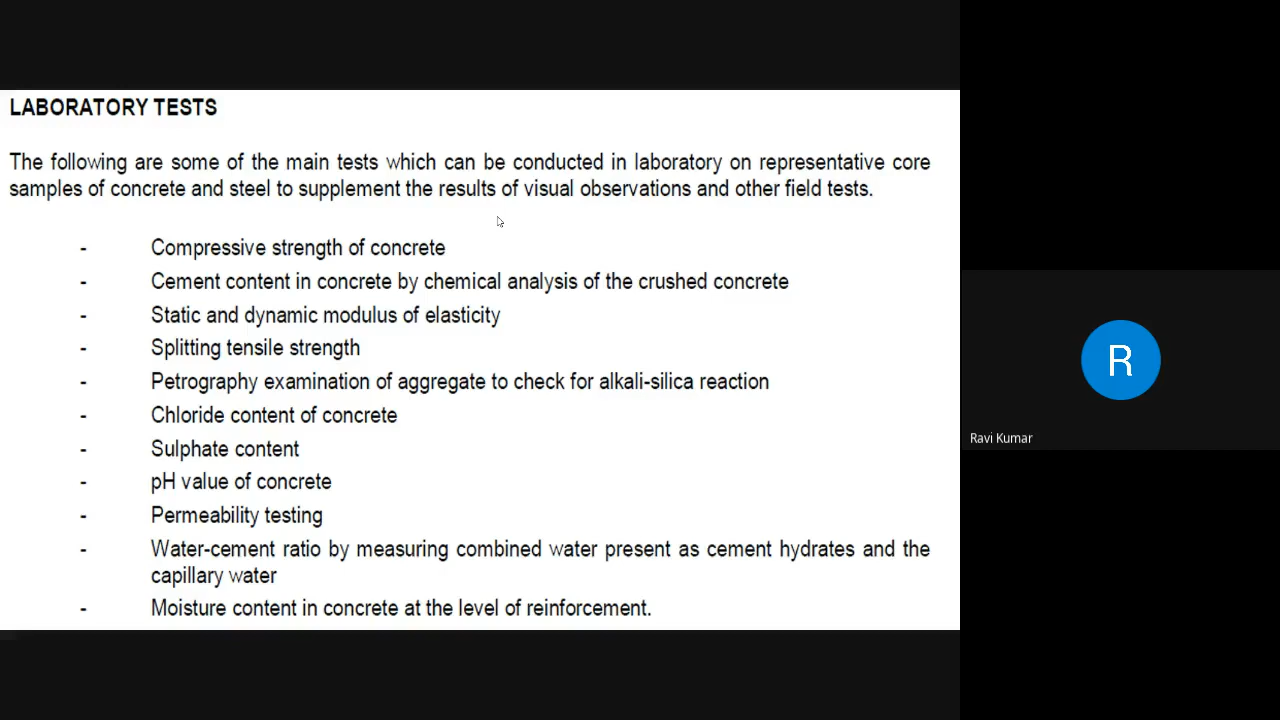 LABORATORY TESTS
The following are some of the main tests which can be conducted in laboratory on representative core
samples of concrete and steel to supplement the results of visual observations and other field tests.
- Compressive strength of concrete
- Cement content in concrete by chemical analysis of the crushed concrete
- Static and dynamic modulus of elasticity
- Splitting tensile strength
- Petrography examination of aggregate to check for alkali-silica reaction
- Chloride content of concrete
- Sulphate content
- pH value of concrete
- Permeability testing
- Water-cement ratio by measuring combined water present as cement hydrates and the
capillary water
- Moisture content in concrete at the level of reinforcement.
R
Ravi Kumar